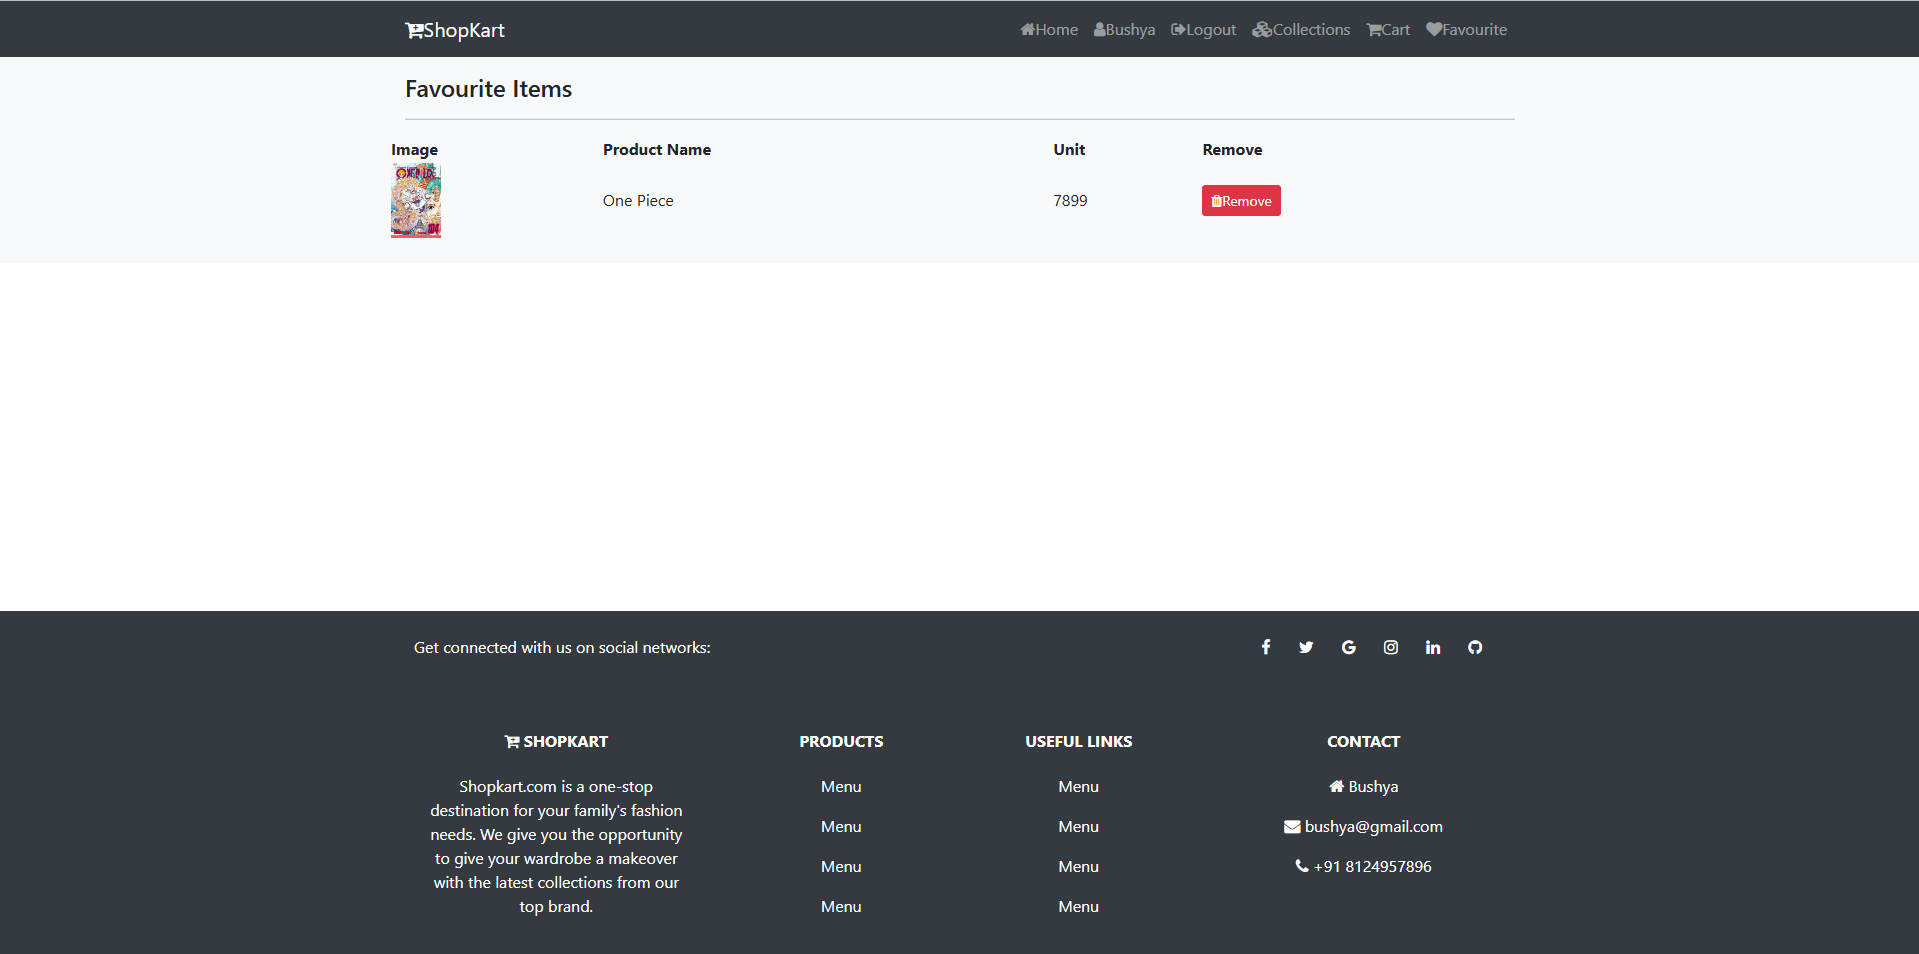 ShopKart
Home Bushya Logout Collections Cart Favourite
Favourite Items
Image Product Name Unit Remove
ONE PIECE
104
One Piece 7899 Remove
Get connected with us on social networks:
SHOPKART
Shopkart.com is a one-stop
destination for your family's fashion
needs. We give you the opportunity
to give your wardrobe a makeover
with the latest collections from our
top brand.
PRODUCTS
Menu
Menu
Menu
Menu
USEFUL LINKS
Menu
Menu
Menu
Menu
CONTACT
Bushya
bushya@gmail.com
+91 8124957896